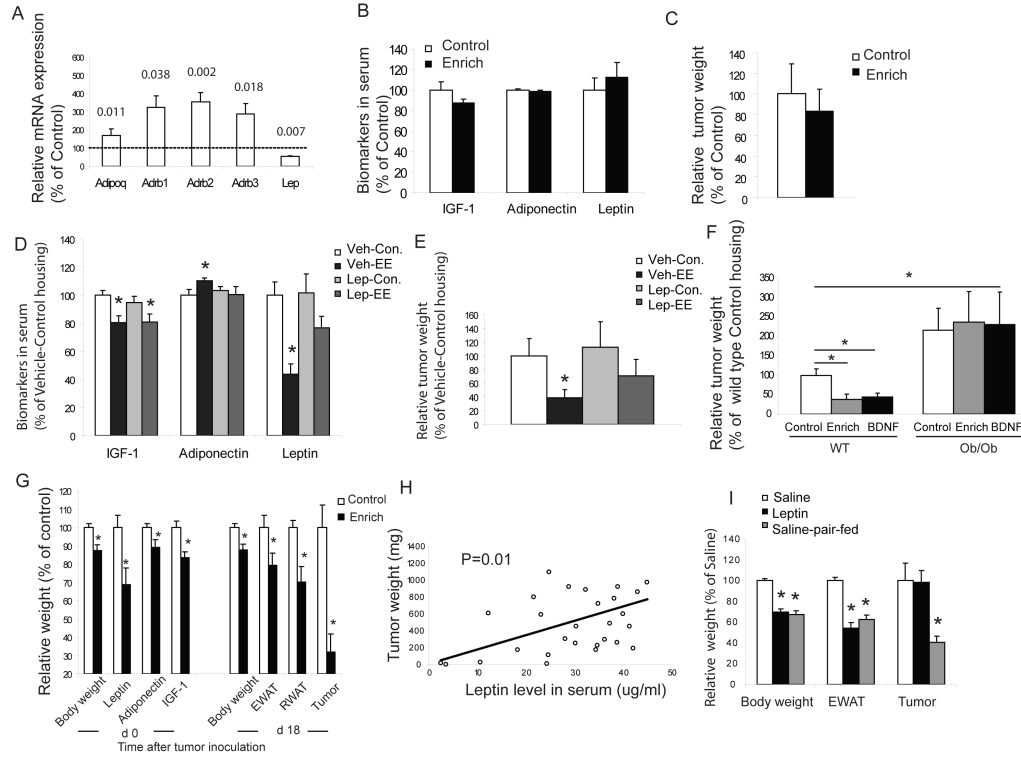 A
Relative mRNA expression
(% of Control)
600
500
400
300
200
100
0
0.011
0.038
0.002
0.018
0.007
Adipoq
Adrb1
Adrb2
Adrb3
Lep
B
Biomarkers in serum
(% of Control)
Control
Enrich
140
120
100
80
60
40
20
0
IGF-1
Adiponectin
Leptin
C
Relative tumor weight
(% of Control)
Control
Enrich
140
120
100
80
60
40
20
0
D
Biomarkers in serum
(% of Vehicle-Control housing)
140
120
100
80
60
40
20
0
* * * *
Veh-Con.
Veh-EE
Lep-Con.
Lep-EE
IGF-1
Adiponectin
Leptin
E
Relative tumor weight
(% of Vehicle-Control housing)
Veh-Con.
Veh-EE
Lep-Con.
Lep-EE
160
140
120
100
80
60
40
20
0
*
F
Relative tumor weight
(% of wild type Control housing)
350
300
250
200
150
100
50
0
* * *
Control Enrich BDNF
Control Enrich BDNF
WT
Ob/Ob
G
Relative weight (% of control)
120
110
100
90
80
70
60
50
40
30
20
Control
Enrich
* * * * * * * *
Body weight
Leptin
Adiponectin
IGF-1
Body weight
EWAT
RWAT
Tumor
d 0
d 18
Time after tumor inoculation
H
Tumor weight (mg)
P=0.01
1400
1200
1000
800
600
400
200
0
0 10 20 30 40 50
Leptin level in serum (ug/ml)
I
Saline
Leptin
Saline-pair-fed
Relative weight (% of Saline)
140
120
100
80
60
40
20
0
* * * * *
Body weight
EWAT
Tumor